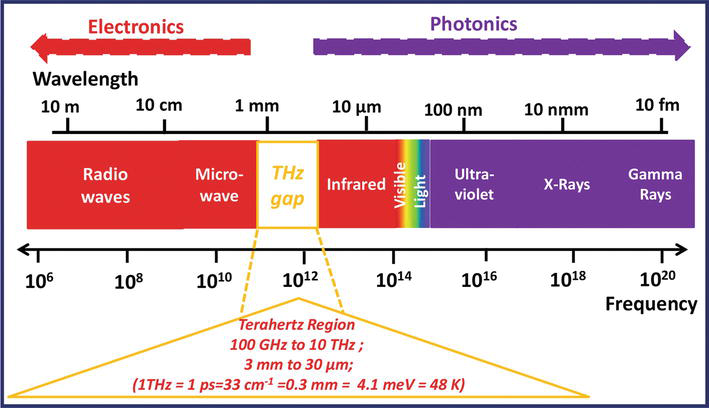 Electronics Photonics
Wavelength
10 m 10 cm 1 mm 10 µm 100 nm 10 nmm 10 fm
Radio waves
Micro-wave
THz gap
Infrared
Visible Light
Ultra-violet
X-Rays
Gamma Rays
10⁶ 10⁸ 10¹⁰ 10¹² 10¹⁴ 10¹⁶ 10¹⁸ 10²⁰
Frequency
Terahertz Region
100 GHz to 10 THz ;
3 mm to 30 µm;
(1THz = 1 ps=33 cm⁻¹ =0.3 mm = 4.1 meV = 48 K)